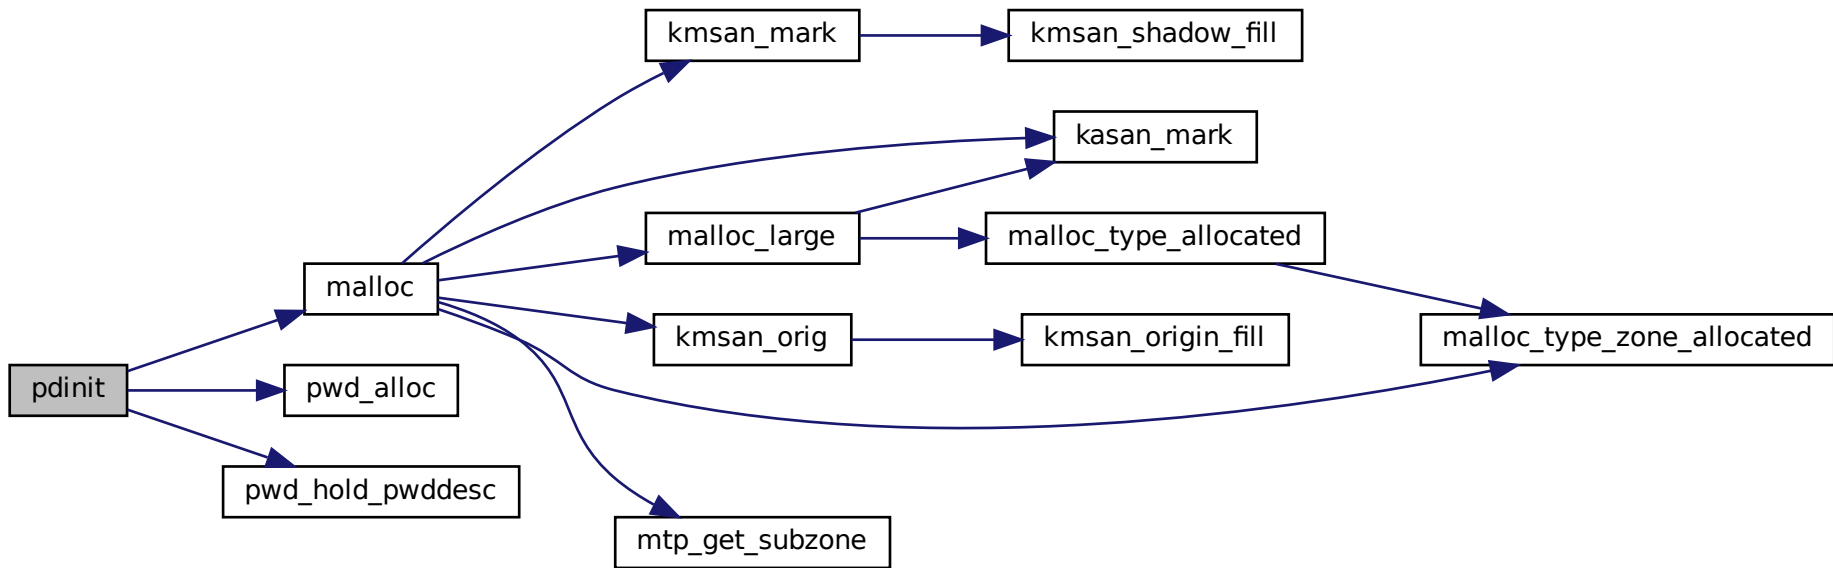 kmsan_mark
kmsan_shadow_fill
kasan_mark
malloc_large
malloc_type_allocated
malloc
kmsan_orig
kmsan_origin_fill
malloc_type_zone_allocated
pdinit
pwd_alloc
pwd_hold_pwddesc
mtp_get_subzone